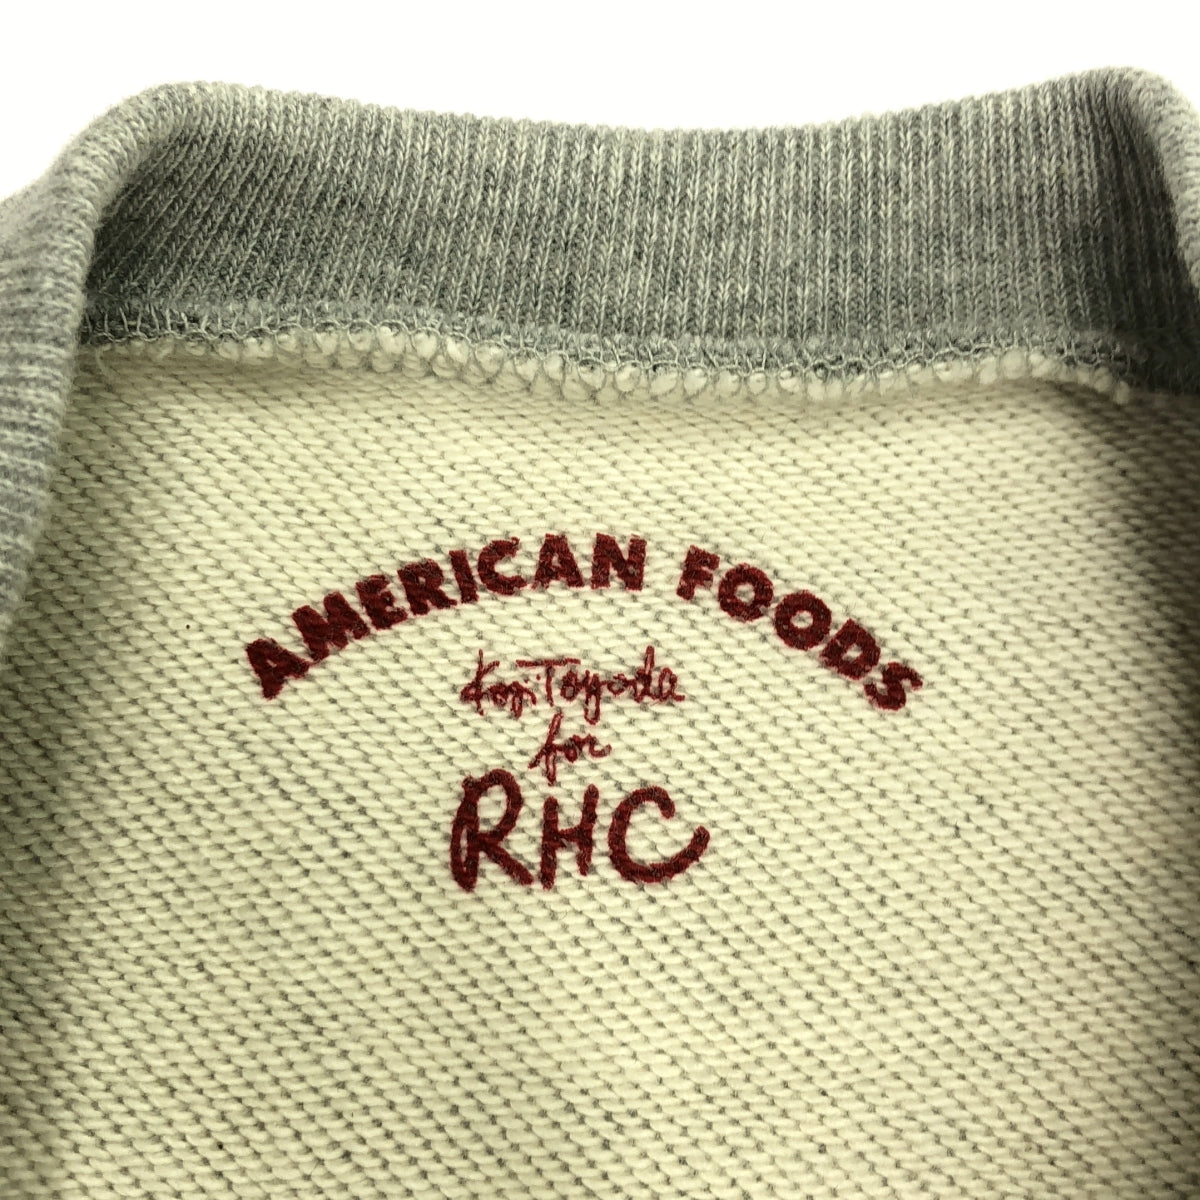 AMERICAN FOODS
Koji Toyoda
for
RHC